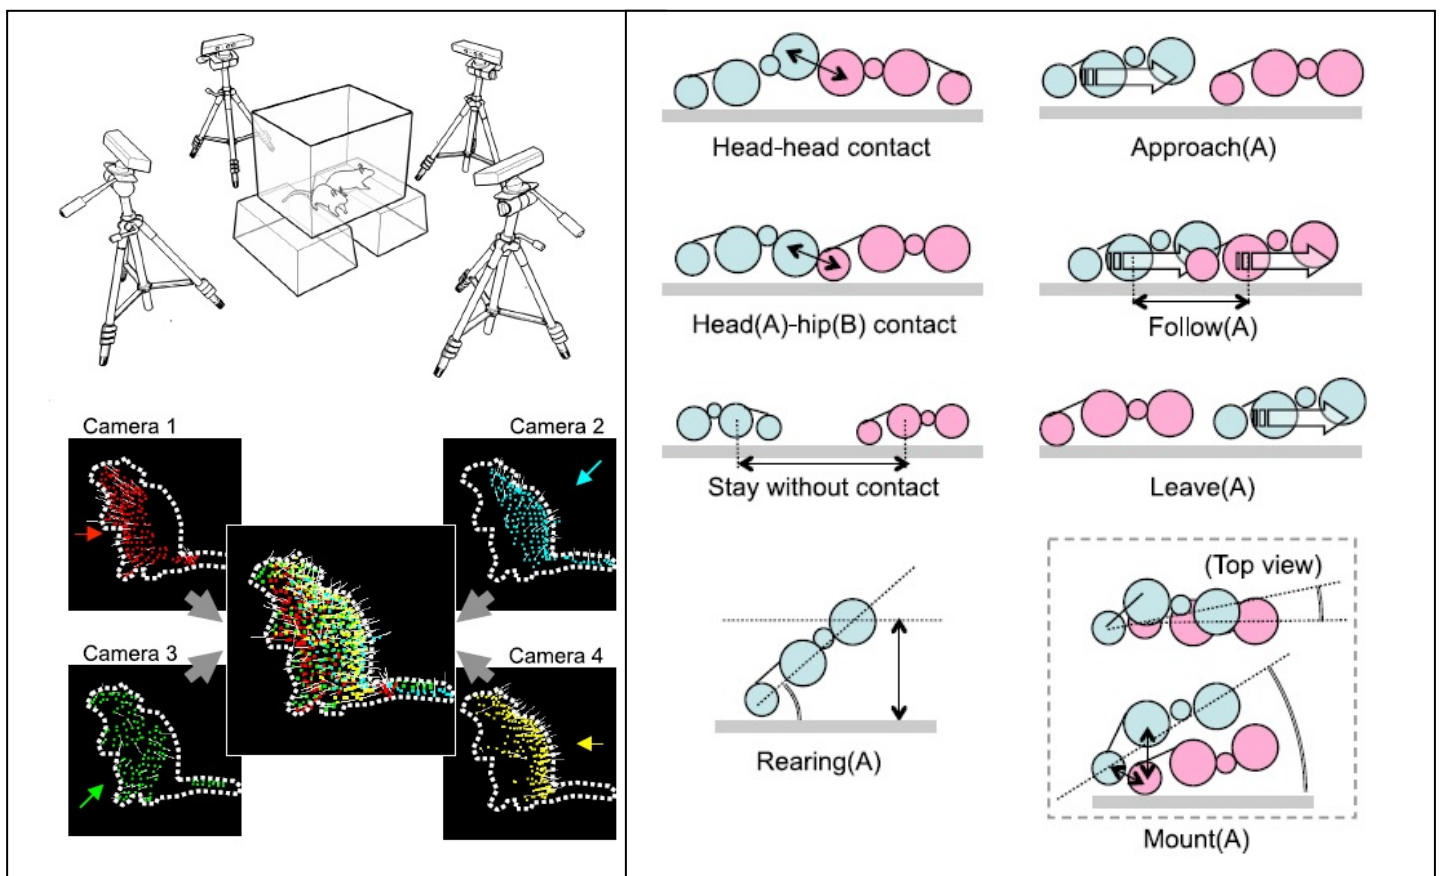 Camera 1
Camera 2
Camera 3
Camera 4
Head-head contact
Approach(A)
Head(A)-hip(B) contact
Follow(A)
Stay without contact
Leave(A)
Rearing(A)
(Top view)
Mount(A)